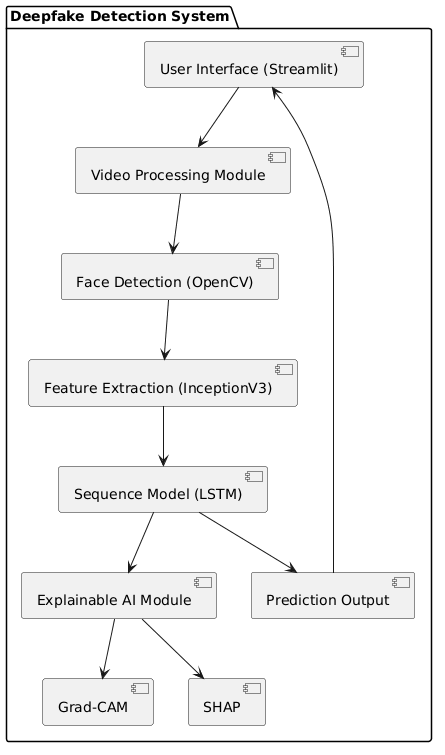 Deepfake Detection System
User Interface (Streamlit)
Video Processing Module
Face Detection (OpenCV)
Feature Extraction (InceptionV3)
Sequence Model (LSTM)
Explainable AI Module
Prediction Output
Grad-CAM
SHAP